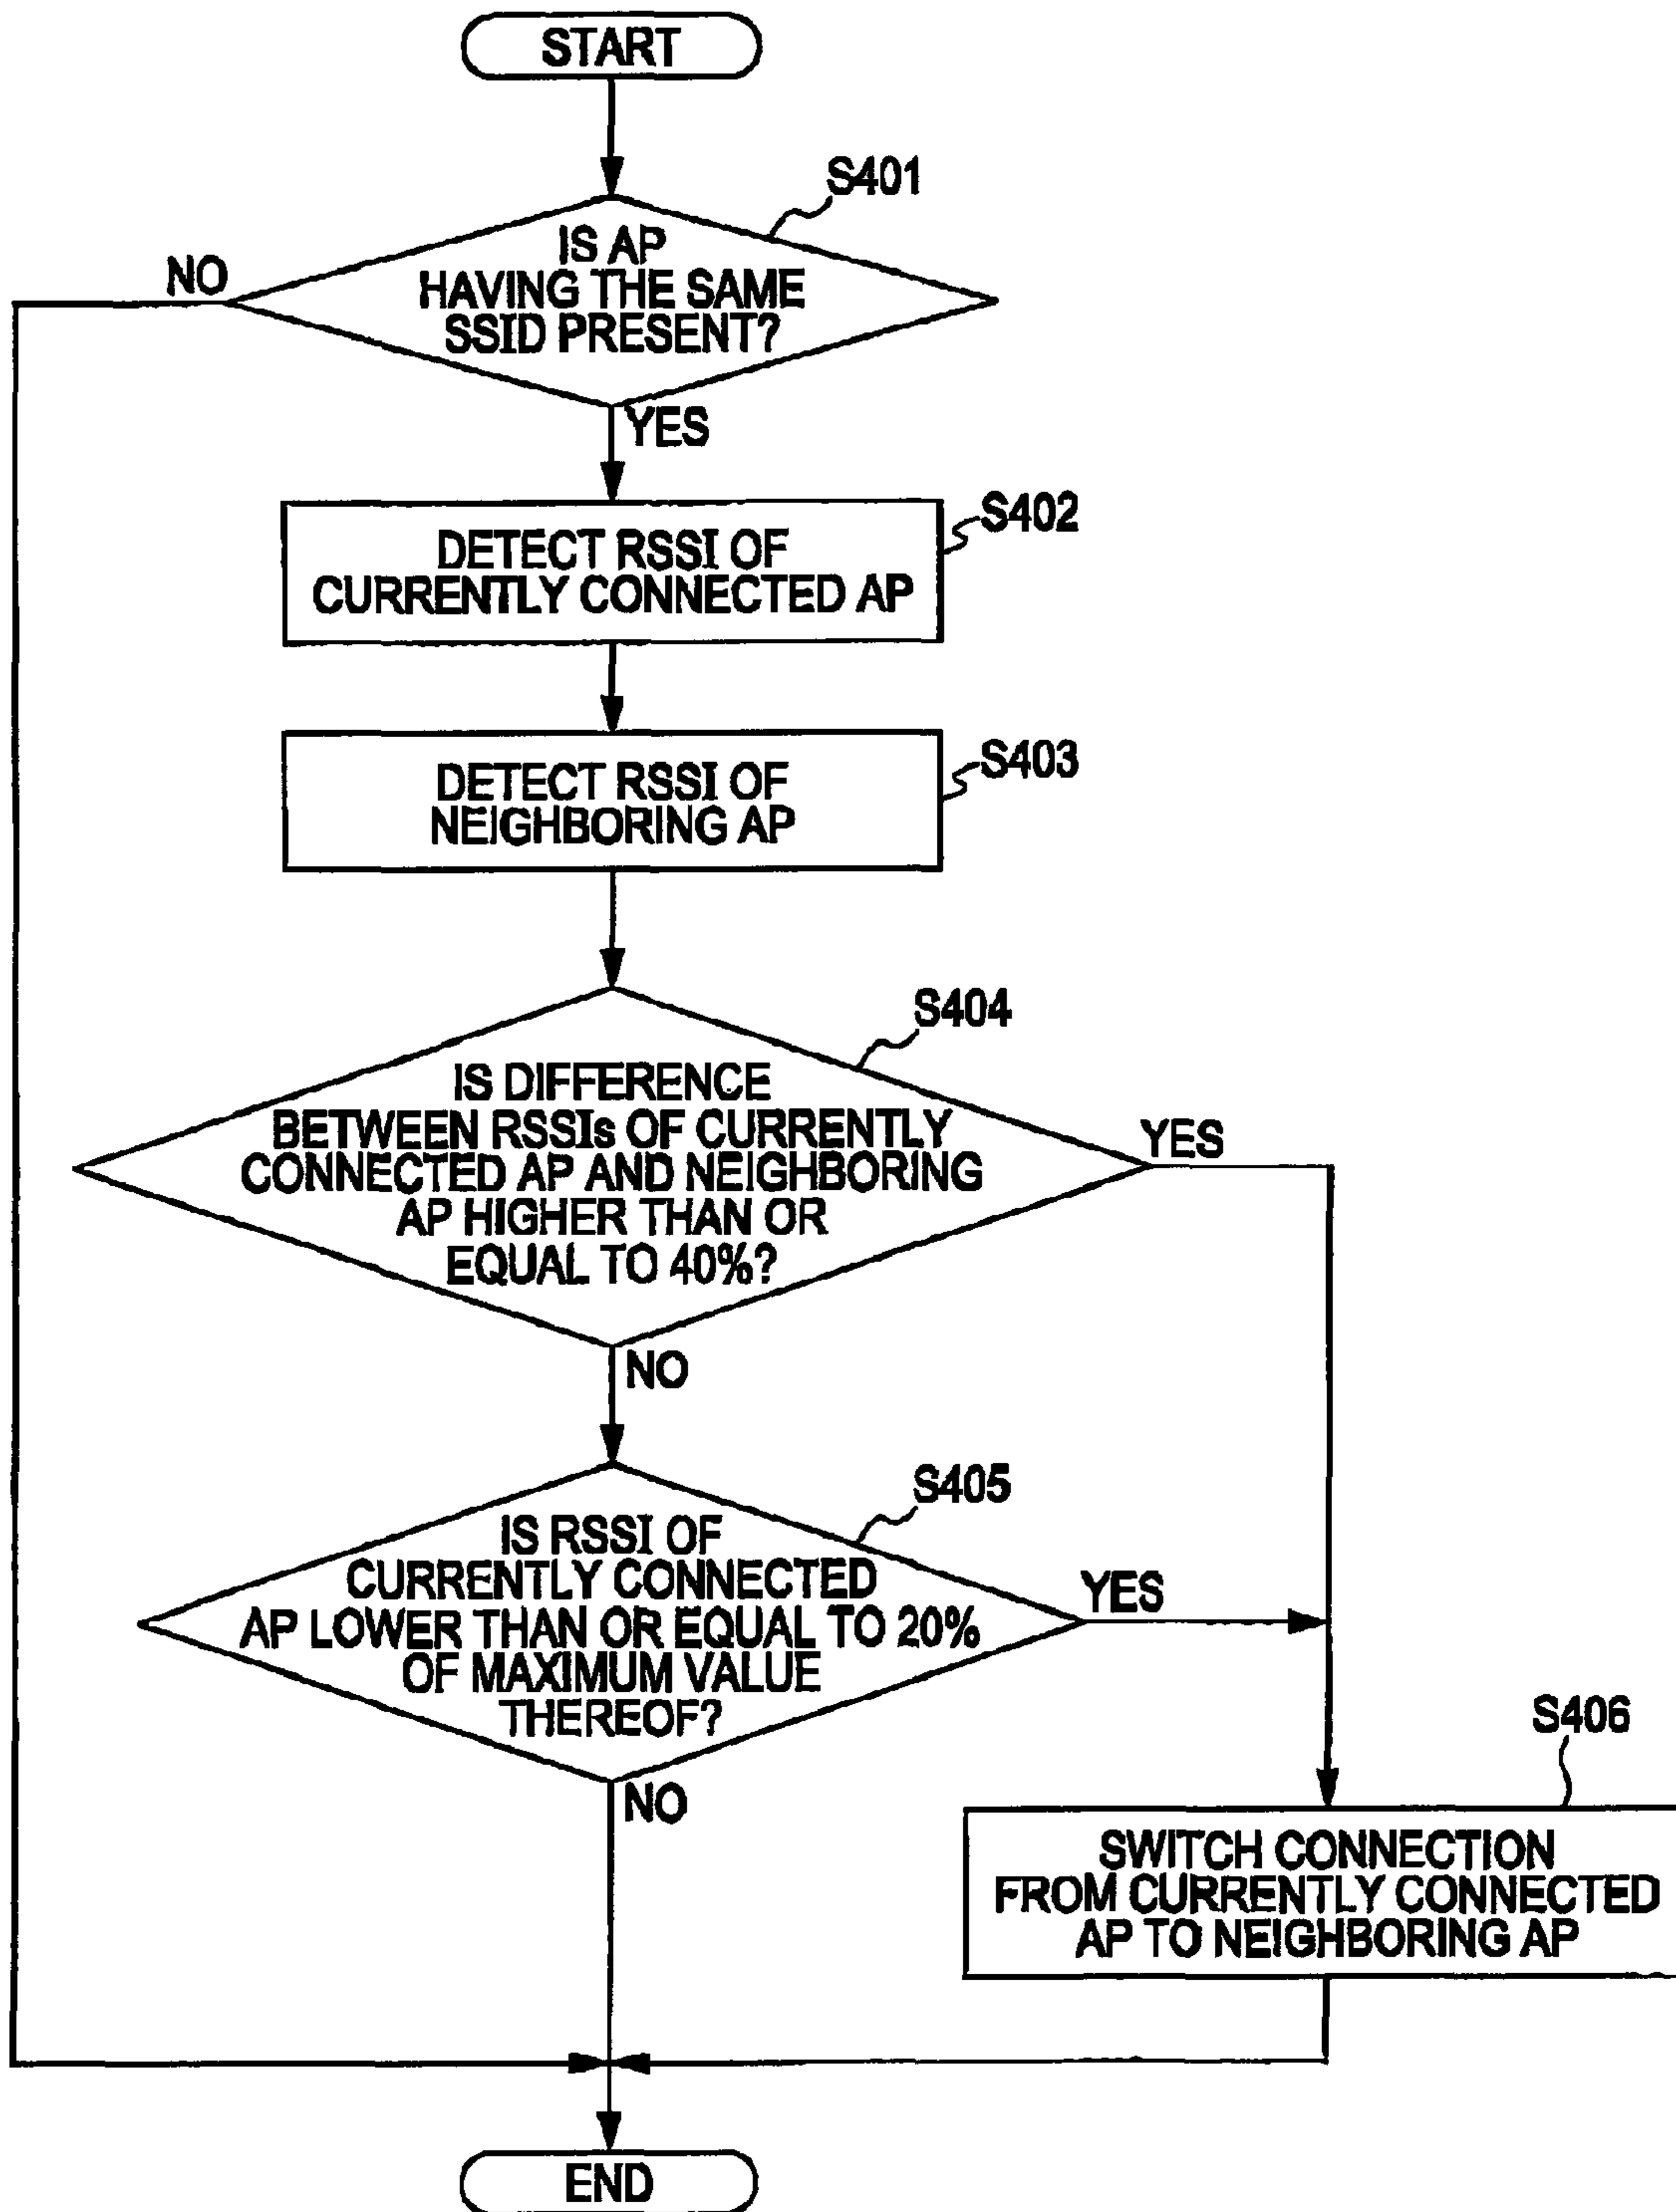 START
S401
IS AP
HAVING THE SAME
SSID PRESENT?
NO
YES
S402
DETECT RSSI OF
CURRENTLY CONNECTED AP
S403
DETECT RSSI OF
NEIGHBORING AP
S404
IS DIFFERENCE
BETWEEN RSSIs OF CURRENTLY
CONNECTED AP AND NEIGHBORING
AP HIGHER THAN OR
EQUAL TO 40%?
YES
NO
S405
IS RSSI OF
CURRENTLY CONNECTED
AP LOWER THAN OR EQUAL TO 20%
OF MAXIMUM VALUE
THEREOF?
YES
NO
S406
SWITCH CONNECTION
FROM CURRENTLY CONNECTED
AP TO NEIGHBORING AP
END